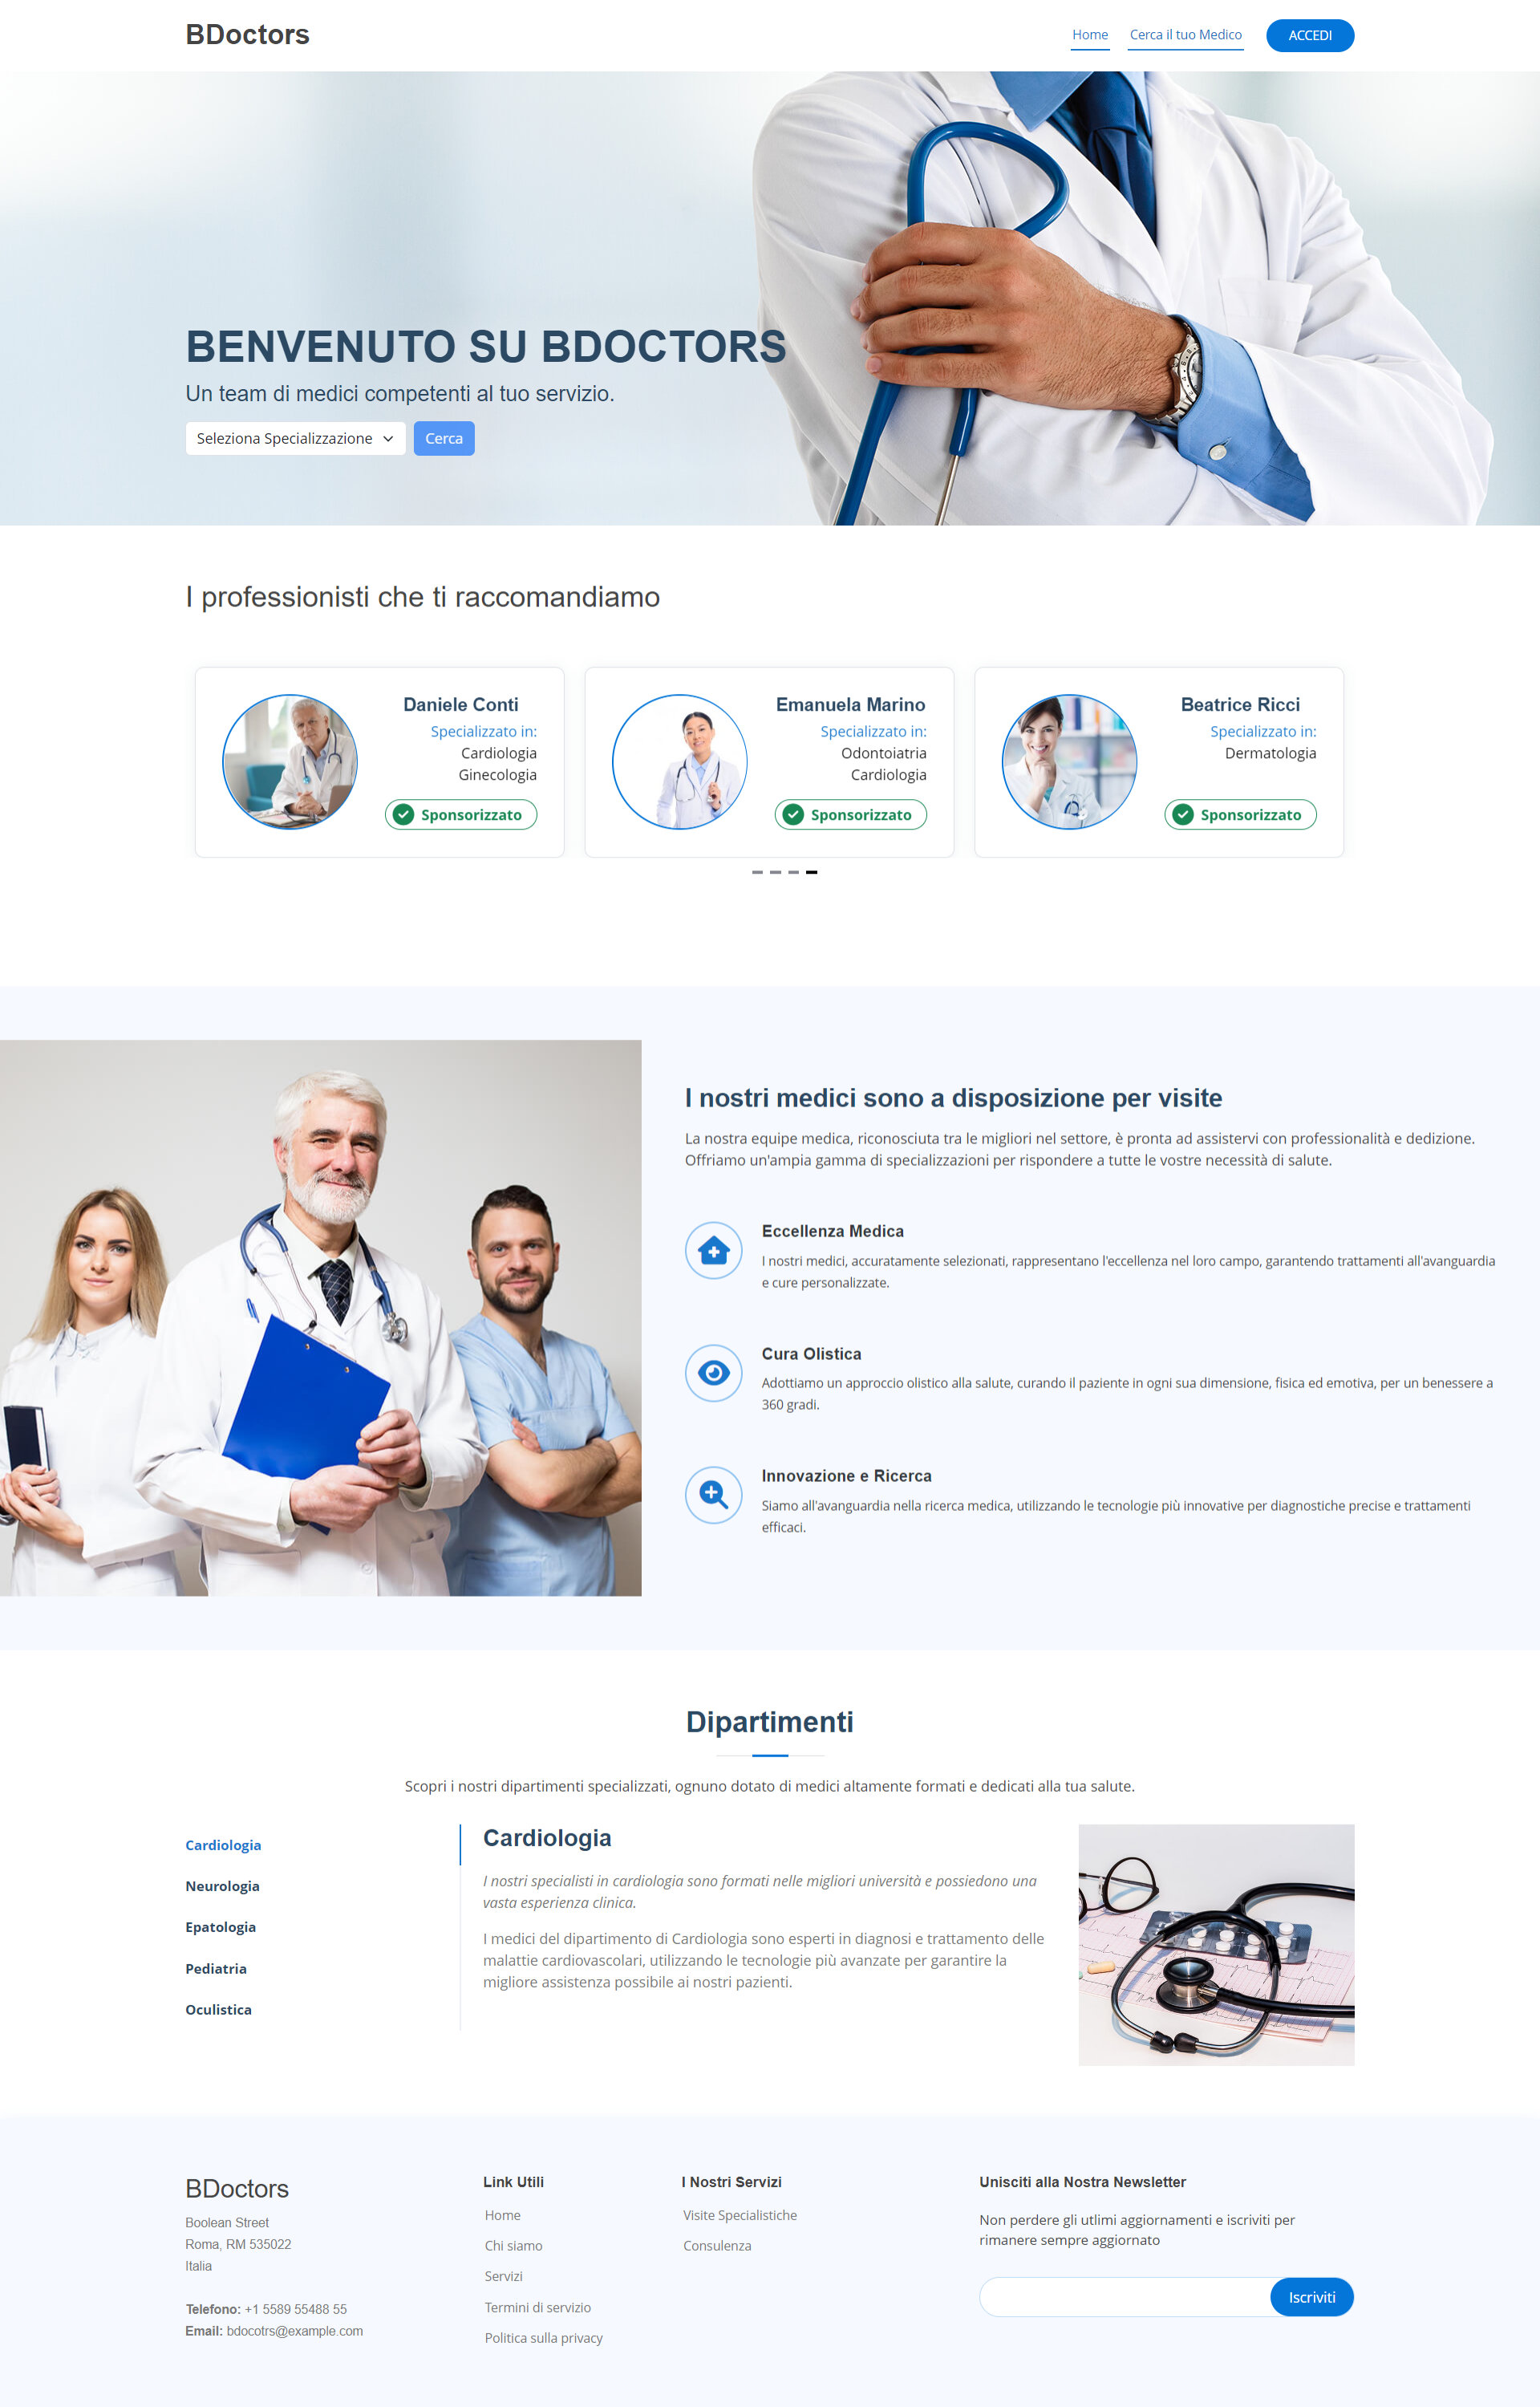 BDoctors
Home
Cerca il tuo Medico
ACCEDI
BENVENUTO SU BDOCTORS
Un team di medici competenti al tuo servizio.
Seleziona Specializzazione
Cerca
I professionisti che ti raccomandiamo
Daniele Conti
Specializzato in:
Cardiologia
Ginecologia
Sponsorizzato
Emanuela Marino
Specializzato in:
Odontoiatria
Cardiologia
Sponsorizzato
Beatrice Ricci
Specializzato in:
Dermatologia
Sponsorizzato
I nostri medici sono a disposizione per visite
La nostra equipe medica, riconosciuta tra le migliori nel settore, è pronta ad assistervi con professionalità e dedizione.
Offriamo un'ampia gamma di specializzazioni per rispondere a tutte le vostre necessità di salute.
Eccellenza Medica
I nostri medici, accuratamente selezionati, rappresentano l'eccellenza nel loro campo, garantendo trattamenti all'avanguardia
e cure personalizzate.
Cura Olistica
Adottiamo un approccio olistico alla salute, curando il paziente in ogni sua dimensione, fisica ed emotiva, per un benessere a
360 gradi.
Innovazione e Ricerca
Siamo all'avanguardia nella ricerca medica, utilizzando le tecnologie più innovative per diagnostiche precise e trattamenti
efficaci.
Dipartimenti
Scopri i nostri dipartimenti specializzati, ognuno dotato di medici altamente formati e dedicati alla tua salute.
Cardiologia
Neurologia
Epatologia
Pediatria
Oculistica
Cardiologia
I nostri specialisti in cardiologia sono formati nelle migliori università e possiedono una
vasta esperienza clinica.
I medici del dipartimento di Cardiologia sono esperti in diagnosi e trattamento delle
malattie cardiovascolari, utilizzando le tecnologie più avanzate per garantire la
migliore assistenza possibile ai nostri pazienti.
BDoctors
Boolean Street
Roma, RM 535022
Italia
Telefono: +1 5589 55488 55
Email: bdocotrs@example.com
Link Utili
Home
Chi siamo
Servizi
Termini di servizio
Politica sulla privacy
I Nostri Servizi
Visite Specialistiche
Consulenza
Unisciti alla Nostra Newsletter
Non perdere gli utlimi aggiornamenti e iscriviti per
rimanere sempre aggiornato
Iscriviti